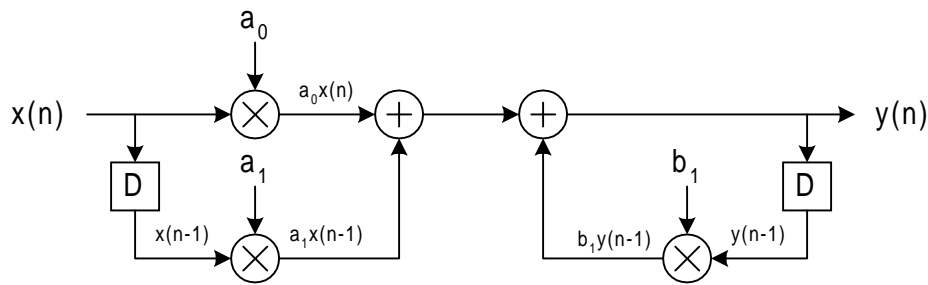 a₀
x(n)
a₀x(n)
y(n)
D
a₁
b₁
D
x(n-1)
a₁x(n-1)
b₁y(n-1)
y(n-1)